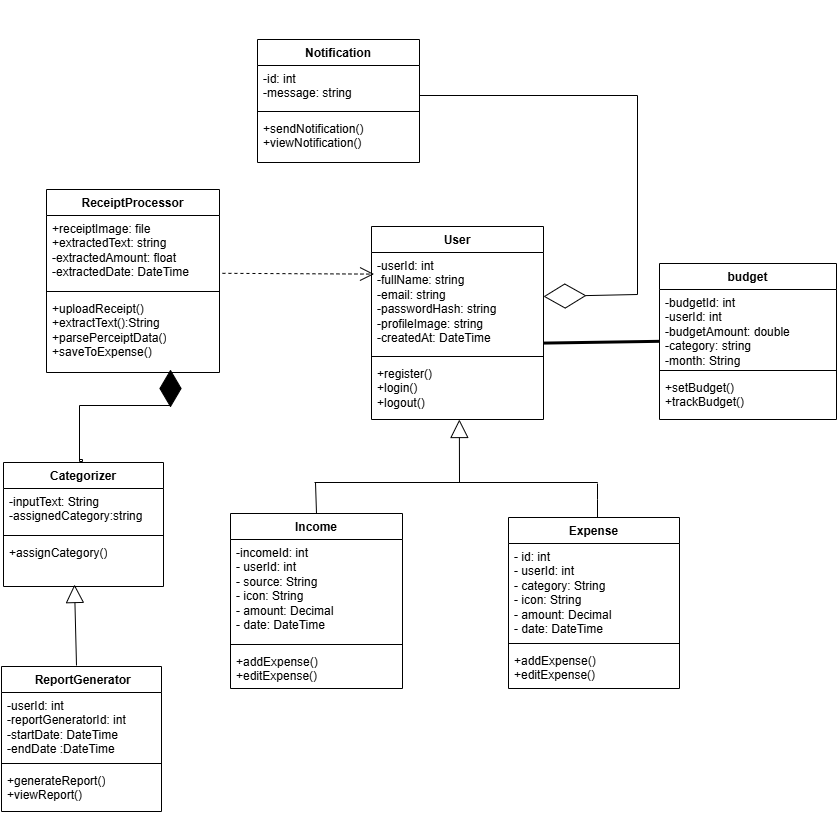 Notification
-id: int
-message: string
+sendNotification()
+viewNotification()
ReceiptProcessor
+receiptImage: file
+extractedText: string
-extractedAmount: float
-extractedDate: DateTime
+uploadReceipt()
+extractText():String
+parsePerceiptData()
+saveToExpense()
User
-userId: int
-fullName: string
-email: string
-passwordHash: string
-profileImage: string
-createdAt: DateTime
+register()
+login()
+logout()
budget
-budgetId: int
-userId: int
-budgetAmount: double
-category: string
-month: String
+setBudget()
+trackBudget()
Categorizer
-inputText: String
-assignedCategory:string
+assignCategory()
Income
-incomeId: int
- userId: int
- source: String
- icon: String
- amount: Decimal
- date: DateTime
+addExpense()
+editExpense()
Expense
- id: int
- userId: int
- category: String
- icon: String
- amount: Decimal
- date: DateTime
+addExpense()
+editExpense()
ReportGenerator
-userId: int
-reportGeneratorId: int
-startDate: DateTime
-endDate :DateTime
+generateReport()
+viewReport()